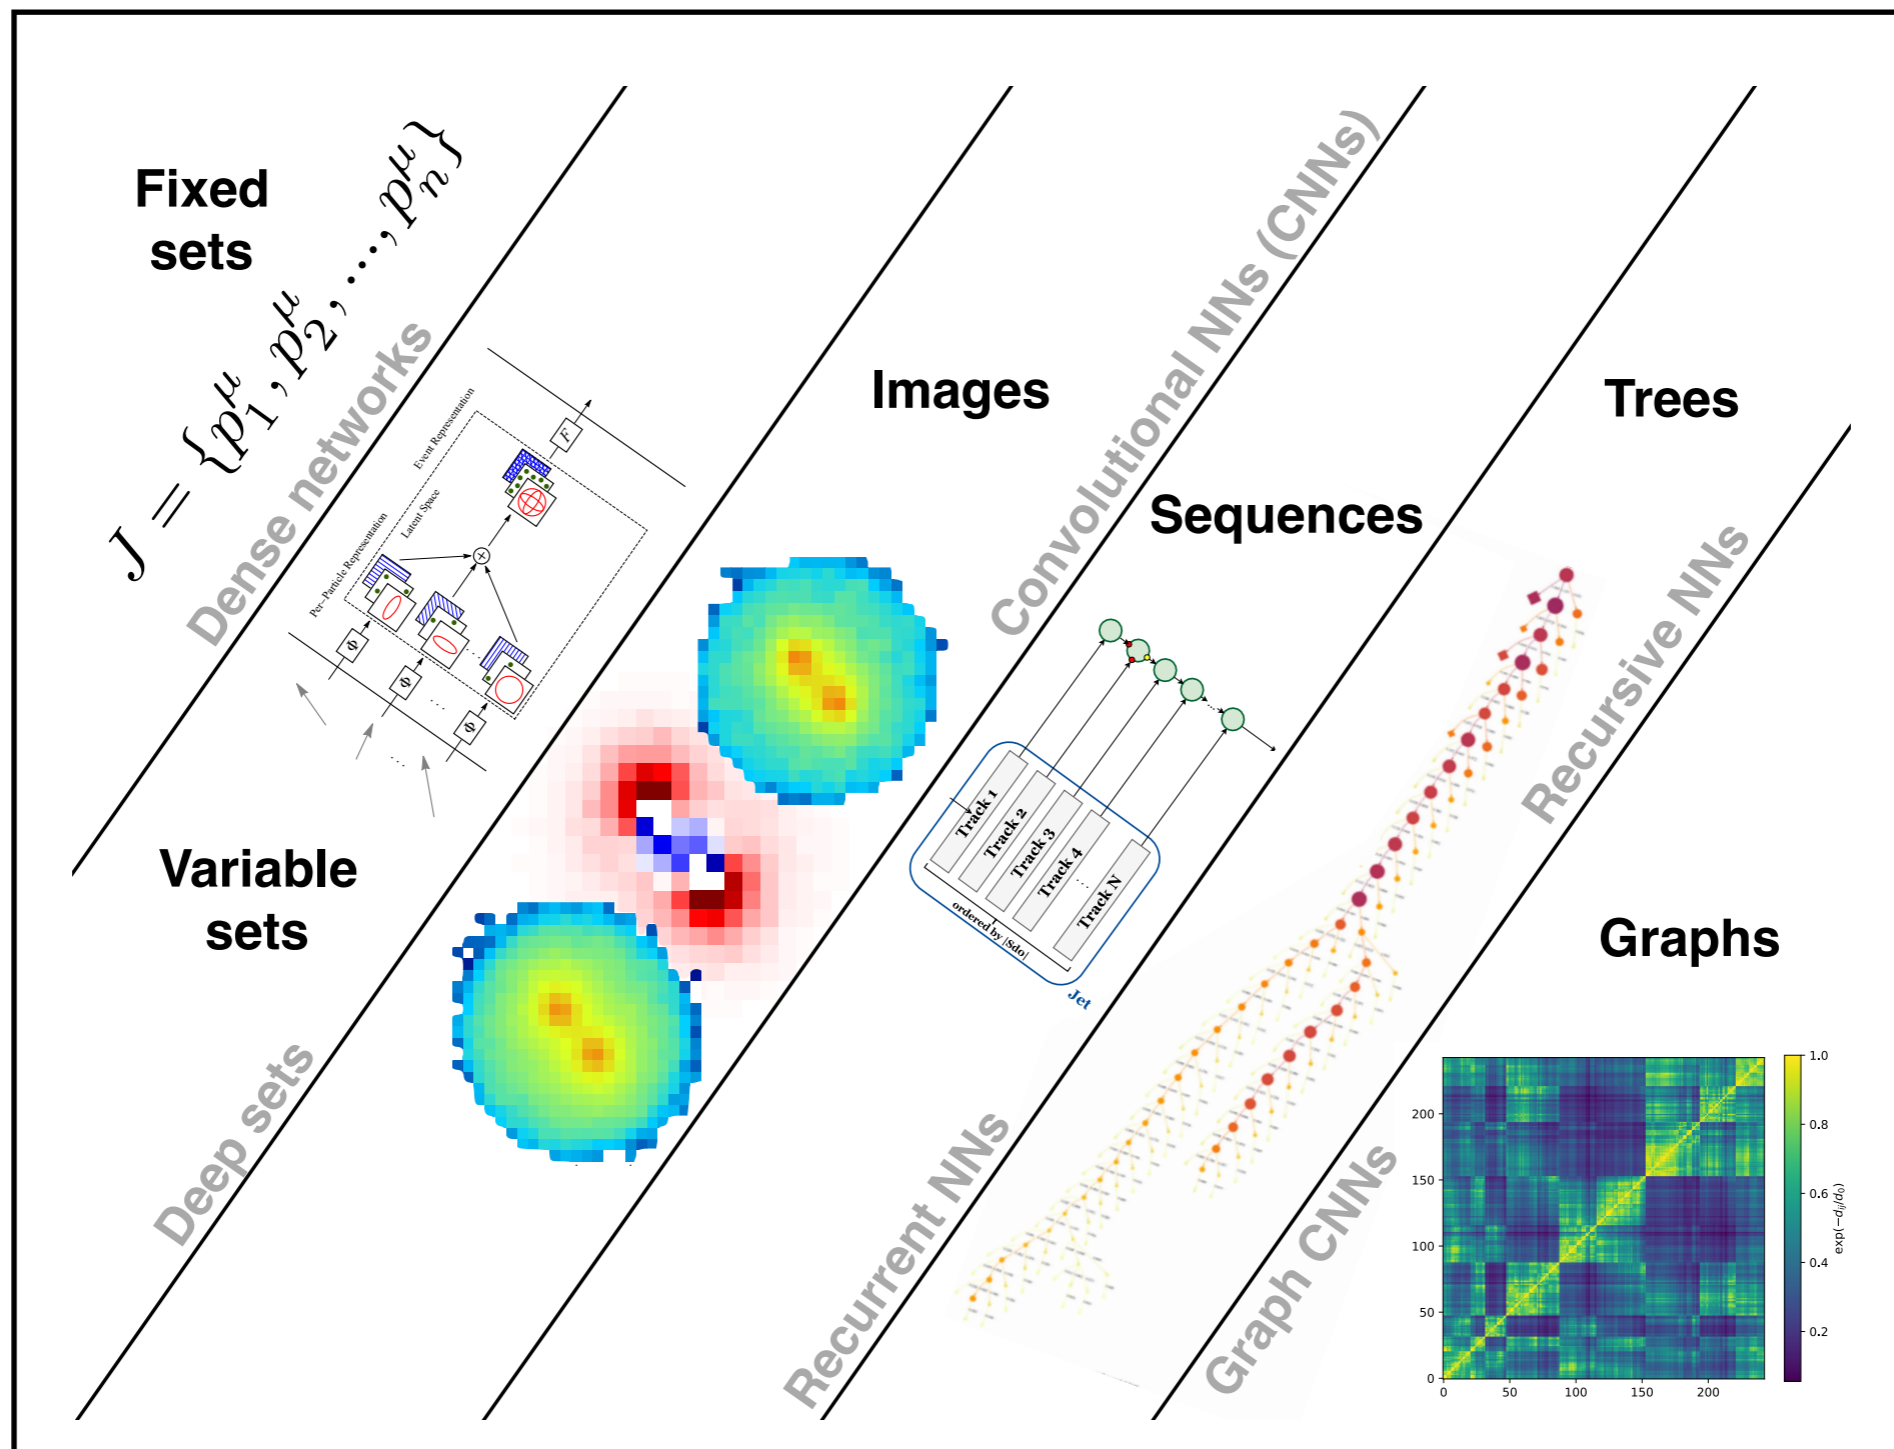 Fixed
sets
J = {p₁^μ, p₂^μ, ..., pₙ^μ}
Dense networks
Per−Particle Representation
Latent Space
Event Representation
Φ
Φ
Φ
...
...
...
+
F
Variable
sets
Deep sets
Images
Convolutional NNs (CNNs)
Sequences
Track 1
Track 2
Track 3
Track 4
...
Track N
ordered by |Sd0|
Jet
Recurrent NNs
Trees
Recursive NNs
Graphs
Graph CNNs
200
150
100
50
0
0 50 100 150 200
1.0
0.8
0.6
0.4
0.2
exp(−d_ij/d_0)